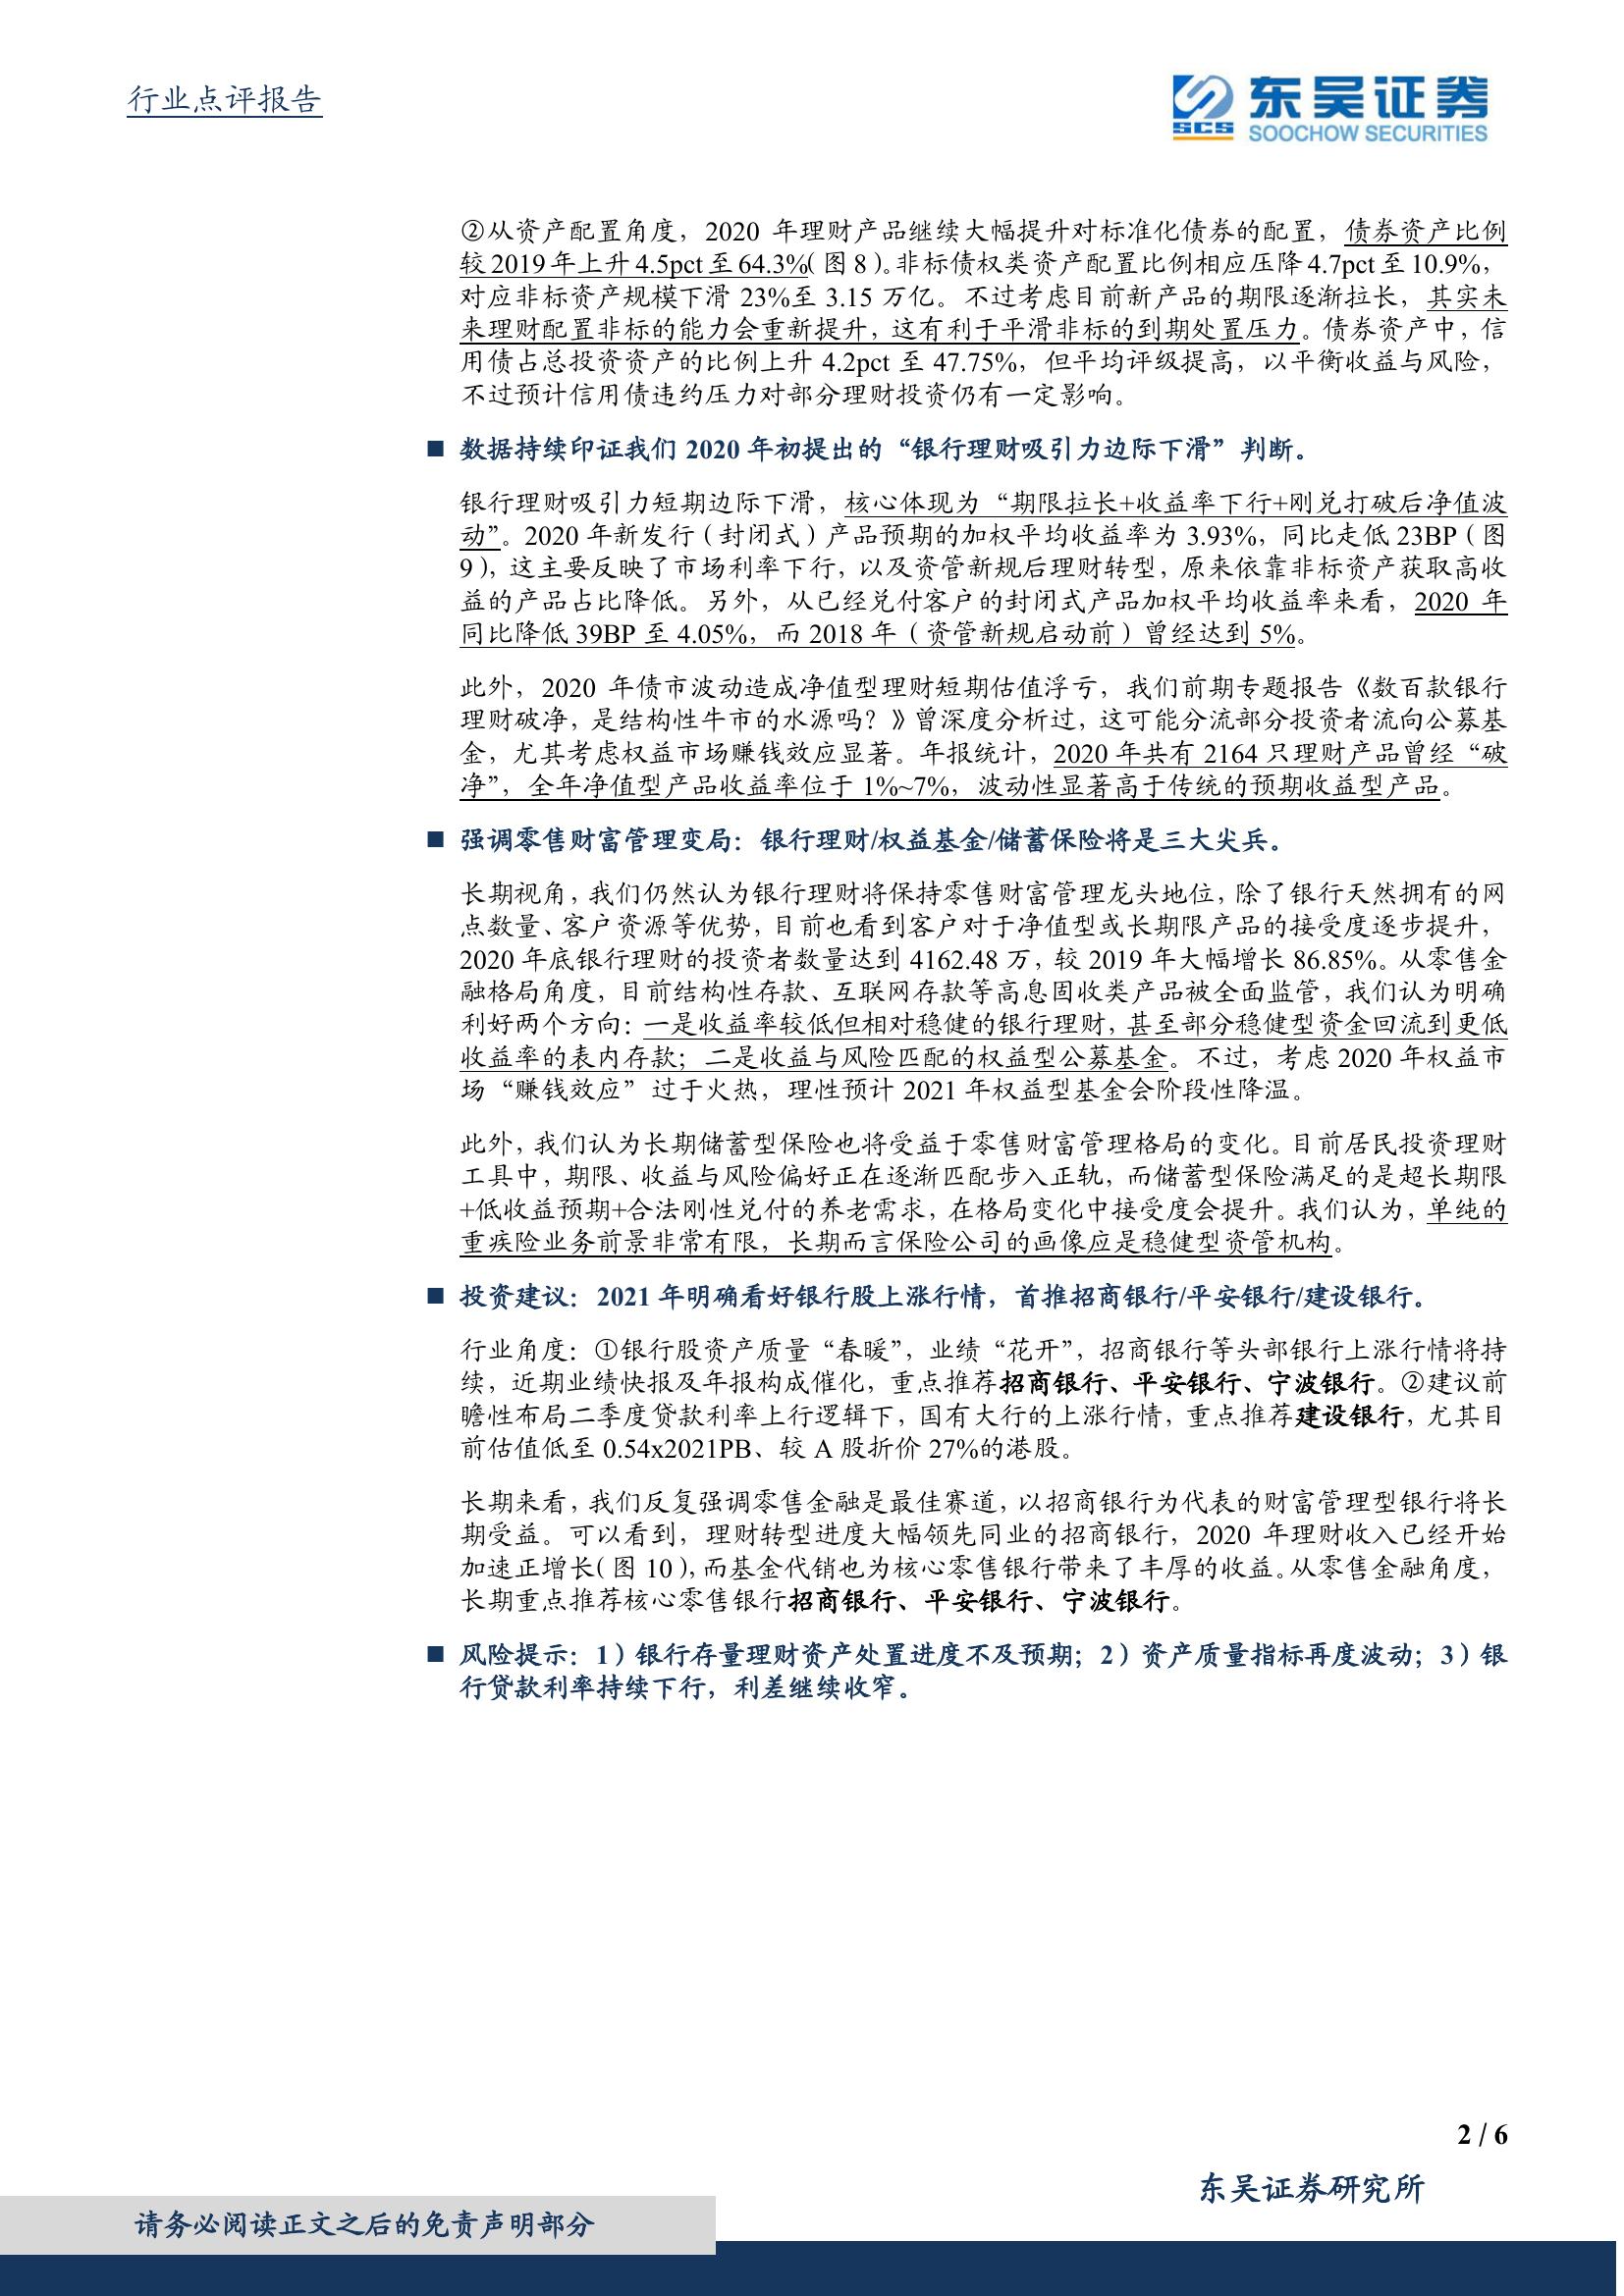 行业点评报告
SCS 东吴证券
SOOCHOW SECURITIES
②从资产配置角度，2020 年理财产品继续大幅提升对标准化债券的配置，债券资产比例
较 2019 年上升 4.5pct 至 64.3%（图 8）。非标债权类资产配置比例相应压降 4.7pct 至 10.9%，
对应非标资产规模下滑 23%至 3.15 万亿。不过考虑目前新产品的期限逐渐拉长，其实未
来理财配置非标的能力会重新提升，这有利于平滑非标的到期处置压力。债券资产中，信
用债占总投资资产的比例上升 4.2pct 至 47.75%，但平均评级提高，以平衡收益与风险，
不过预计信用债违约压力对部分理财投资仍有一定影响。
■ 数据持续印证我们 2020 年初提出的“银行理财吸引力边际下滑”判断。
银行理财吸引力短期边际下滑，核心体现为“期限拉长+收益率下行+刚兑打破后净值波
动”。2020 年新发行（封闭式）产品预期的加权平均收益率为 3.93%，同比走低 23BP（图
9），这主要反映了市场利率下行，以及资管新规后理财转型，原来依靠非标资产获取高收
益的产品占比降低。另外，从已经兑付客户的封闭式产品加权平均收益率来看，2020 年
同比降低 39BP 至 4.05%，而 2018 年（资管新规启动前）曾经达到 5%。
此外，2020 年债市波动造成净值型理财短期估值浮亏，我们前期专题报告《数百款银行
理财破净，是结构性牛市的水源吗？》曾深度分析过，这可能分流部分投资者流向公募基
金，尤其考虑权益市场赚钱效应显著。年报统计，2020 年共有 2164 只理财产品曾经“破
净”，全年净值型产品收益率位于 1%~7%，波动性显著高于传统的预期收益型产品。
■ 强调零售财富管理变局：银行理财/权益基金/储蓄保险将是三大尖兵。
长期视角，我们仍然认为银行理财将保持零售财富管理龙头地位，除了银行天然拥有的网
点数量、客户资源等优势，目前也看到客户对于净值型或长期限产品的接受度逐步提升，
2020 年底银行理财的投资者数量达到 4162.48 万，较 2019 年大幅增长 86.85%。从零售金
融格局角度，目前结构性存款、互联网存款等高息固收类产品被全面监管，我们认为明确
利好两个方向：一是收益率较低但相对稳健的银行理财，甚至部分稳健型资金回流到更低
收益率的表内存款；二是收益与风险匹配的权益型公募基金。不过，考虑 2020 年权益市
场“赚钱效应”过于火热，理性预计 2021 年权益型基金会阶段性降温。
此外，我们认为长期储蓄型保险也将受益于零售财富管理格局的变化。目前居民投资理财
工具中，期限、收益与风险偏好正在逐渐匹配步入正轨，而储蓄型保险满足的是超长期限
+低收益预期+合法刚性兑付的养老需求，在格局变化中接受度会提升。我们认为，单纯的
重疾险业务前景非常有限，长期而言保险公司的画像应是稳健型资管机构。
■ 投资建议：2021 年明确看好银行股上涨行情，首推招商银行/平安银行/建设银行。
行业角度：①银行股资产质量“春暖”，业绩“花开”，招商银行等头部银行上涨行情将持
续，近期业绩快报及年报构成催化，重点推荐招商银行、平安银行、宁波银行。②建议前
瞻性布局二季度贷款利率上行逻辑下，国有大行的上涨行情，重点推荐建设银行，尤其目
前估值低至 0.54x2021PB、较 A 股折价 27%的港股。
长期来看，我们反复强调零售金融是最佳赛道，以招商银行为代表的财富管理型银行将长
期受益。可以看到，理财转型进度大幅领先同业的招商银行，2020 年理财收入已经开始
加速正增长（图 10），而基金代销也为核心零售银行带来了丰厚的收益。从零售金融角度，
长期重点推荐核心零售银行招商银行、平安银行、宁波银行。
■ 风险提示：1）银行存量理财资产处置进度不及预期；2）资产质量指标再度波动；3）银
行贷款利率持续下行，利差继续收窄。
2 / 6
东吴证券研究所
请务必阅读正文之后的免责声明部分